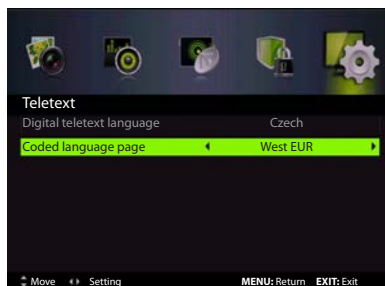 Teletext
Digital teletext language Czech
Coded language page West EUR
Move Setting MENU: Return EXIT: Exit